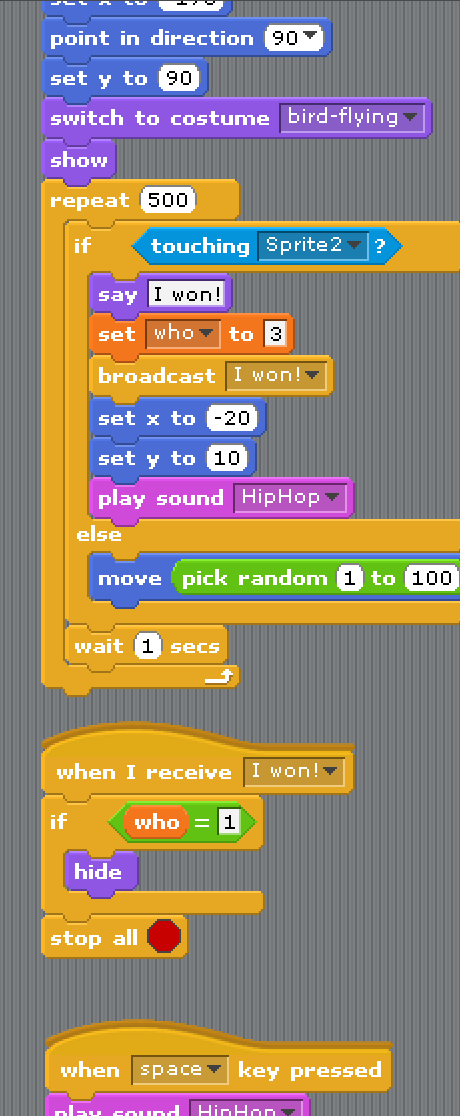 set x to -190
point in direction 90
set y to 90
switch to costume bird-flying
show
repeat 500
if touching Sprite2 ?
say I won!
set who to 3
broadcast I won!
set x to -20
set y to 10
play sound HipHop
else
move pick random 1 to 100
wait 1 secs
when I receive I won!
if who = 1
hide
stop all
when space key pressed
play sound HipHop